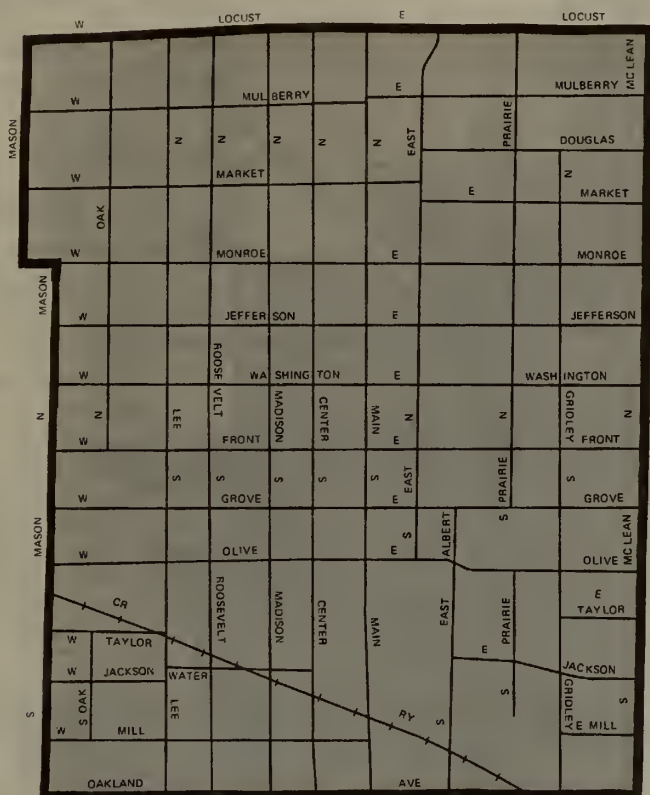 W LOCUST E LOCUST
MC LEAN
W MULBERRY E MULBERRY
MASON
N N N N N EAST PRAIRIE DOUGLAS
W MARKET N
E MARKET
OAK
W MONROE E MONROE
MASON
W JEFFERSON E JEFFERSON
ROOSEVELT
W WASHINGTON E WASHINGTON
N N LEE MADISON CENTER MAIN N N GRIDLEY N
W FRONT E FRONT
S S S S S EAST PRAIRIE S S
W GROVE E GROVE
MASON S ALBERT S MC LEAN
W OLIVE E OLIVE
CR ROOSEVELT MADISON CENTER MAIN EAST PRAIRIE E
TAYLOR
W TAYLOR
E
W JACKSON WATER JACKSON
S OAK LEE S GRIDLEY S
S W MILL RY S E MILL
OAKLAND AVE